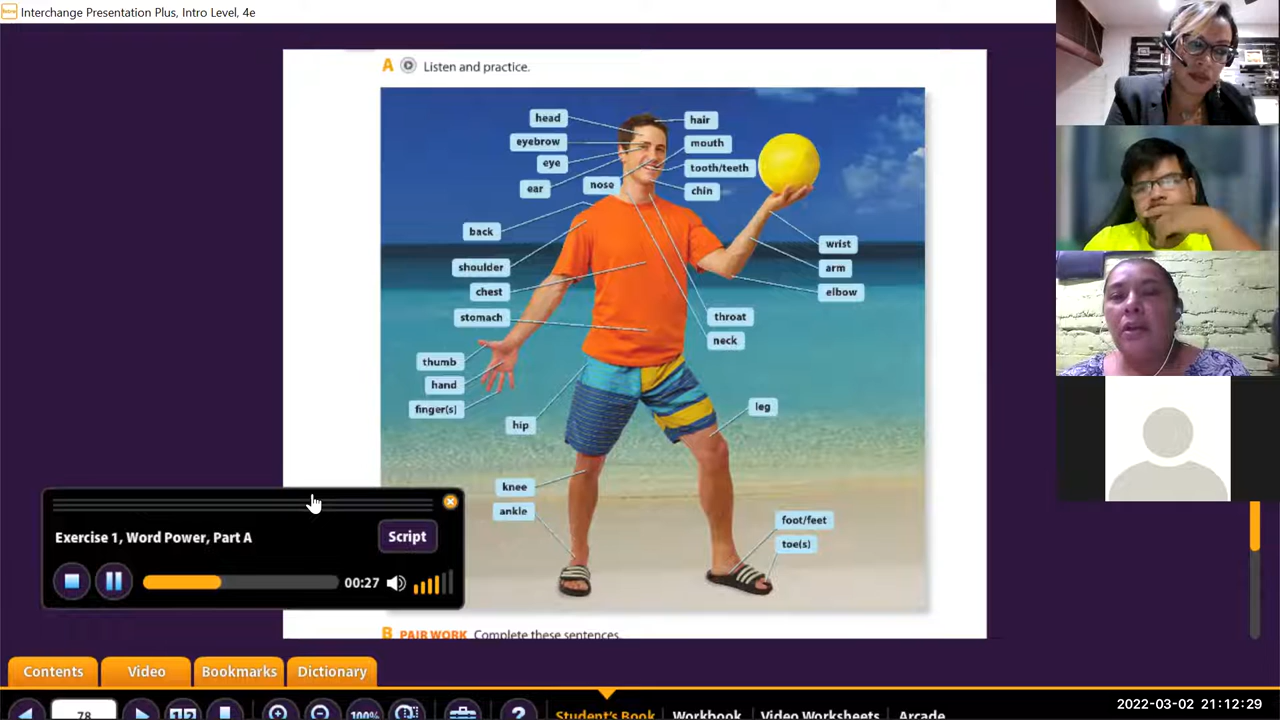 Interchange Presentation Plus, Intro Level, 4e
A Listen and practice.
head
hair
eyebrow
mouth
eye
tooth/teeth
ear
nose
chin
back
wrist
shoulder
arm
chest
elbow
stomach
throat
neck
thumb
hand
finger(s)
leg
hip
knee
ankle
foot/feet
toe(s)
Exercise 1, Word Power, Part A
Script
00:27
B PAIR WORK Complete these sentences.
Contents
Video
Bookmarks
Dictionary
78
100%
?
Student's Book
Workbook
Video Worksheets
Arcade
2022-03-02 21:12:29